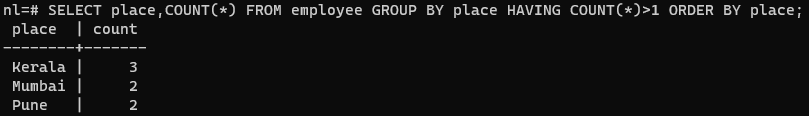 nl=# SELECT place,COUNT(*) FROM employee GROUP BY place HAVING COUNT(*)>1 ORDER BY place;
 place  | count
--------+-------
 Kerala |     3
 Mumbai |     2
 Pune   |     2